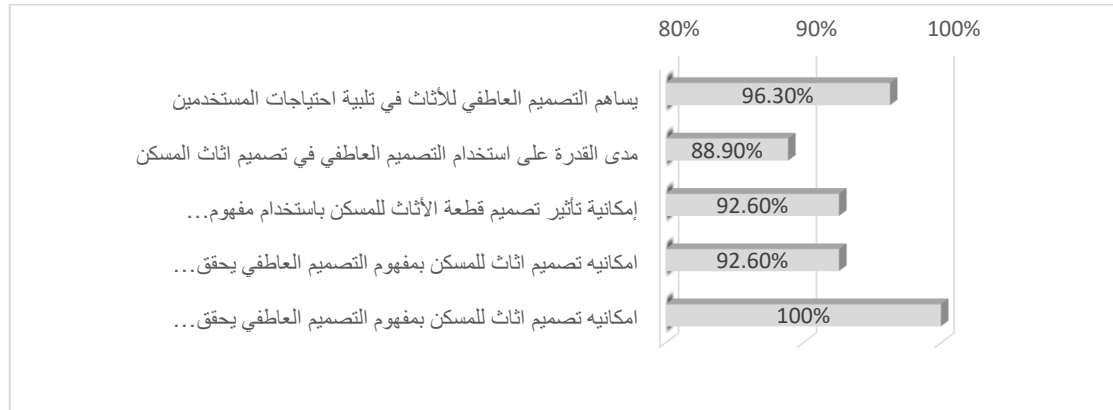 80% 90% 100%
يساهم التصميم العاطفي للأثاث في تلبية احتياجات المستخدمين
96.30%
مدى القدرة على استخدام التصميم العاطفي في تصميم اثاث المسكن
88.90%
إمكانية تأثير تصميم قطعة الأثاث للمسكن باستخدام مفهوم...
92.60%
امكانيه تصميم اثاث للمسكن بمفهوم التصميم العاطفي يحقق...
92.60%
امكانيه تصميم اثاث للمسكن بمفهوم التصميم العاطفي يحقق...
100%